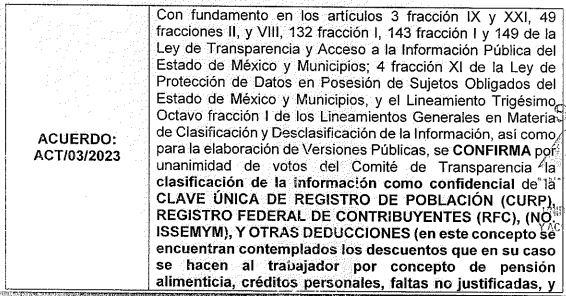 ACUERDO:
ACT/03/2023
Con fundamento en los artículos 3 fracción IX y XXI, 49
fracciones II, y VIII, 132 fracción I, 143 fracción I y 149 de la
Ley de Transparencia y Acceso a la Información Pública del
Estado de México y Municipios; 4 fracción XI de la Ley de
Protección de Datos en Posesión de Sujetos Obligados del
Estado de México y Municipios, y el Lineamiento Trigésimo
Octavo fracción I de los Lineamientos Generales en Materia
de Clasificación y Desclasificación de la Información, así como
para la elaboración de Versiones Públicas, se CONFIRMA por
unanimidad de votos del Comité de Transparencia la
clasificación de la información como confidencial de la
CLAVE ÚNICA DE REGISTRO DE POBLACIÓN (CURP),
REGISTRO FEDERAL DE CONTRIBUYENTES (RFC), (NO.
ISSEMYM), Y OTRAS DEDUCCIONES (en este concepto se
encuentran contemplados los descuentos que en su caso
se hacen al trabajador por concepto de pensión
alimenticia, créditos personales, faltas no justificadas, y